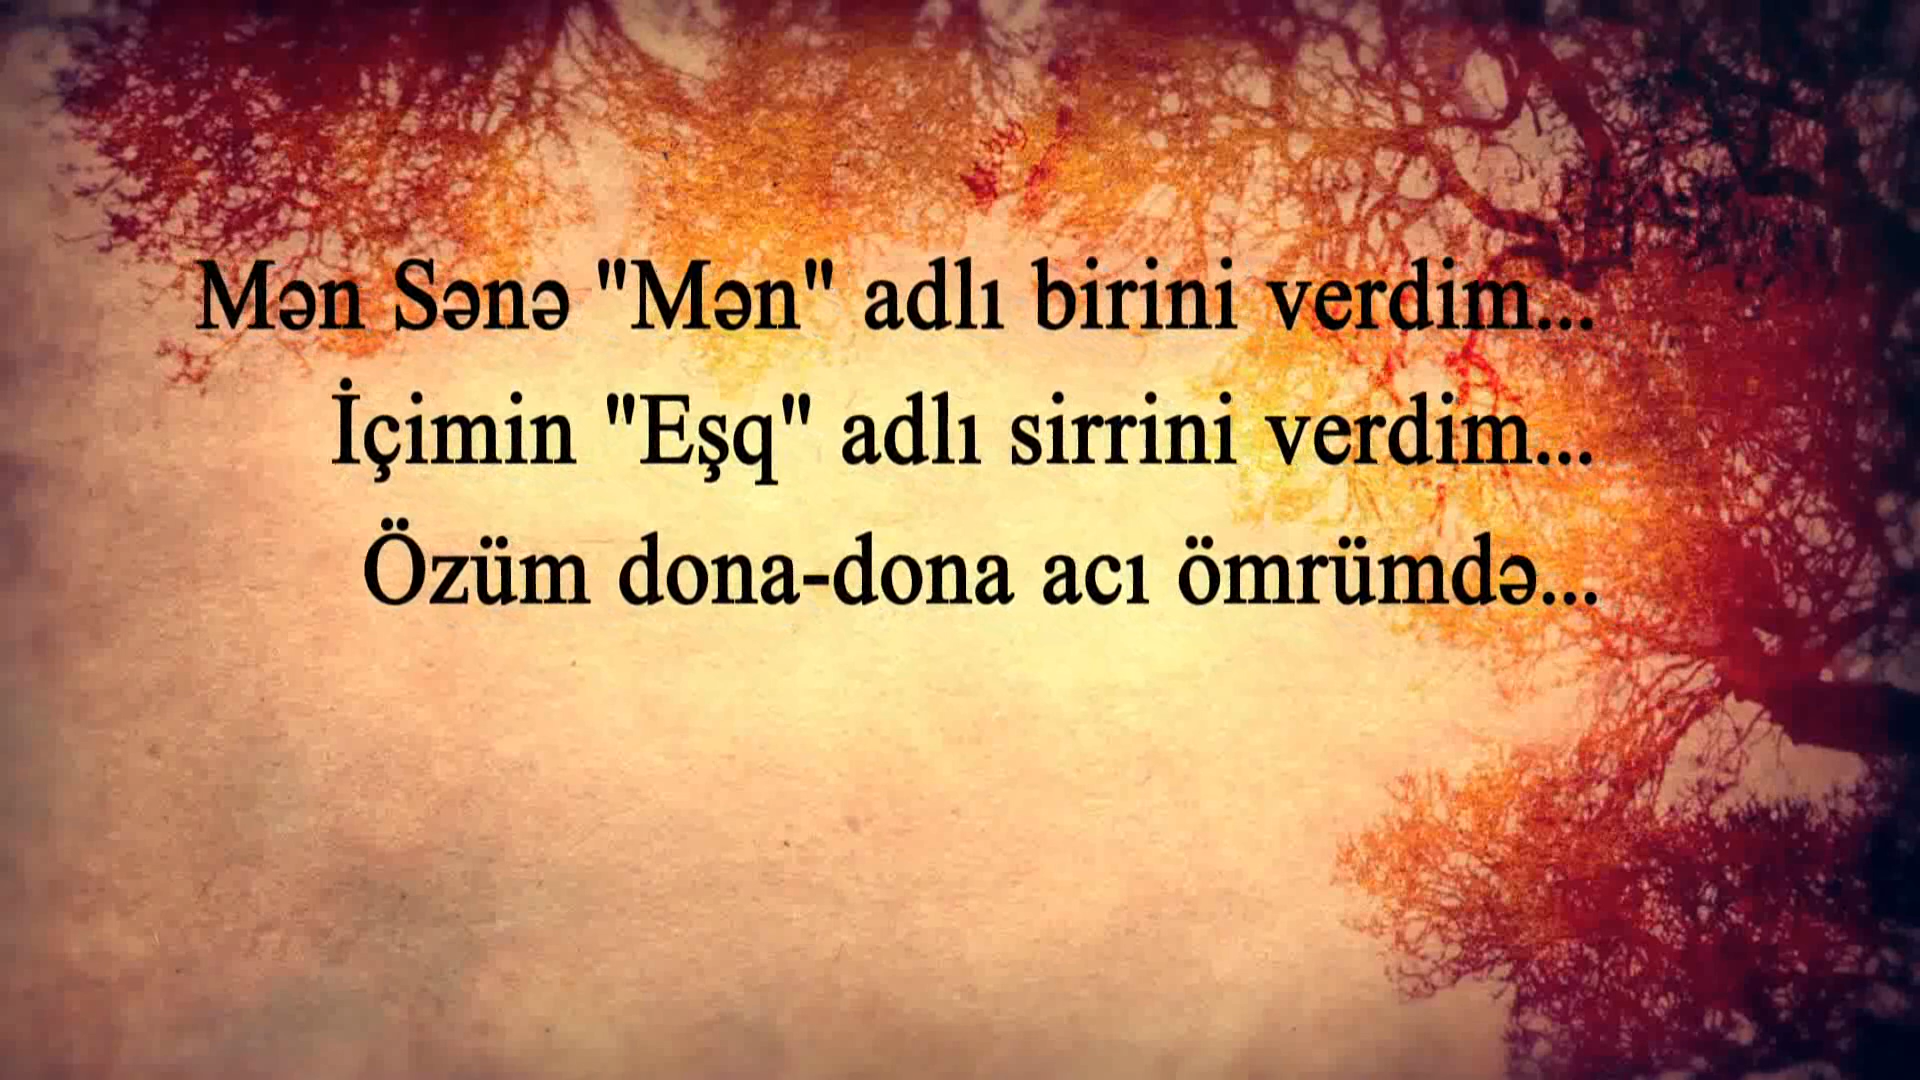 Mən Sənə "Mən" adlı birini verdim...
İçimin "Eşq" adlı sirrini verdim...
Özüm dona-dona acı ömrümdə...